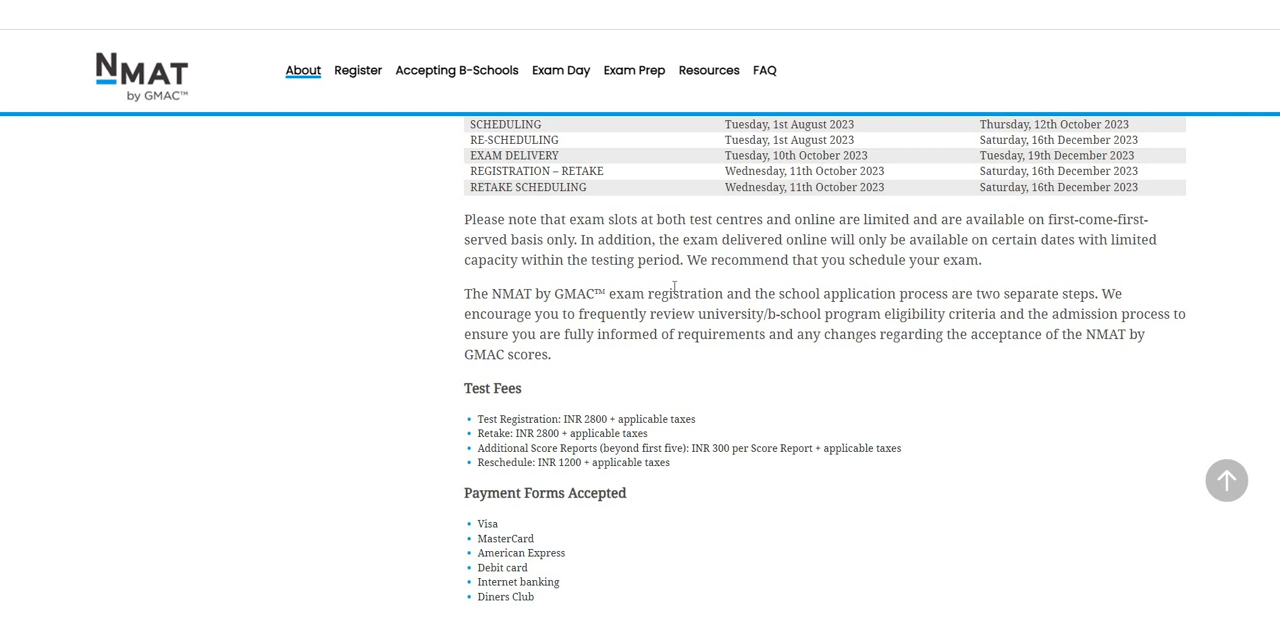 NMAT
by GMAC™
About Register Accepting B-Schools Exam Day Exam Prep Resources FAQ
SCHEDULING Tuesday, 1st August 2023 Thursday, 12th October 2023
RE-SCHEDULING Tuesday, 1st August 2023 Saturday, 16th December 2023
EXAM DELIVERY Tuesday, 10th October 2023 Tuesday, 19th December 2023
REGISTRATION – RETAKE Wednesday, 11th October 2023 Saturday, 16th December 2023
RETAKE SCHEDULING Wednesday, 11th October 2023 Saturday, 16th December 2023
Please note that exam slots at both test centres and online are limited and are available on first-come-first-
served basis only. In addition, the exam delivered online will only be available on certain dates with limited
capacity within the testing period. We recommend that you schedule your exam.
The NMAT by GMAC™ exam registration and the school application process are two separate steps. We
encourage you to frequently review university/b-school program eligibility criteria and the admission process to
ensure you are fully informed of requirements and any changes regarding the acceptance of the NMAT by
GMAC scores.
Test Fees
• Test Registration: INR 2800 + applicable taxes
• Retake: INR 2800 + applicable taxes
• Additional Score Reports (beyond first five): INR 300 per Score Report + applicable taxes
• Reschedule: INR 1200 + applicable taxes
Payment Forms Accepted
• Visa
• MasterCard
• American Express
• Debit card
• Internet banking
• Diners Club